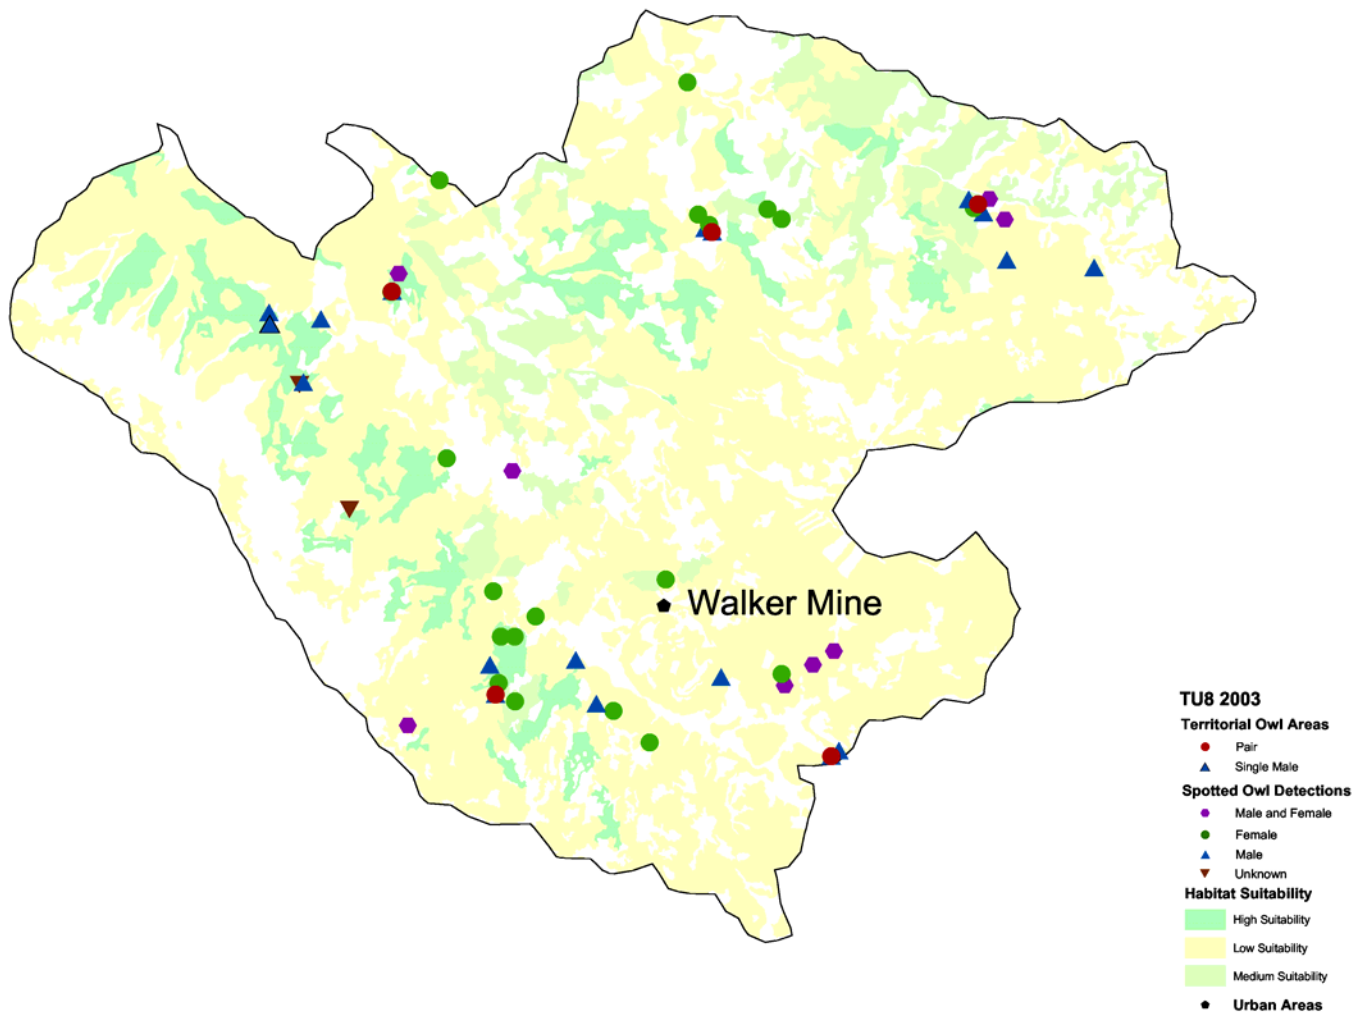 Walker Mine
TU8 2003
Territorial Owl Areas
Pair
Single Male
Spotted Owl Detections
Male and Female
Female
Male
Unknown
Habitat Suitability
High Suitability
Low Suitability
Medium Suitability
Urban Areas